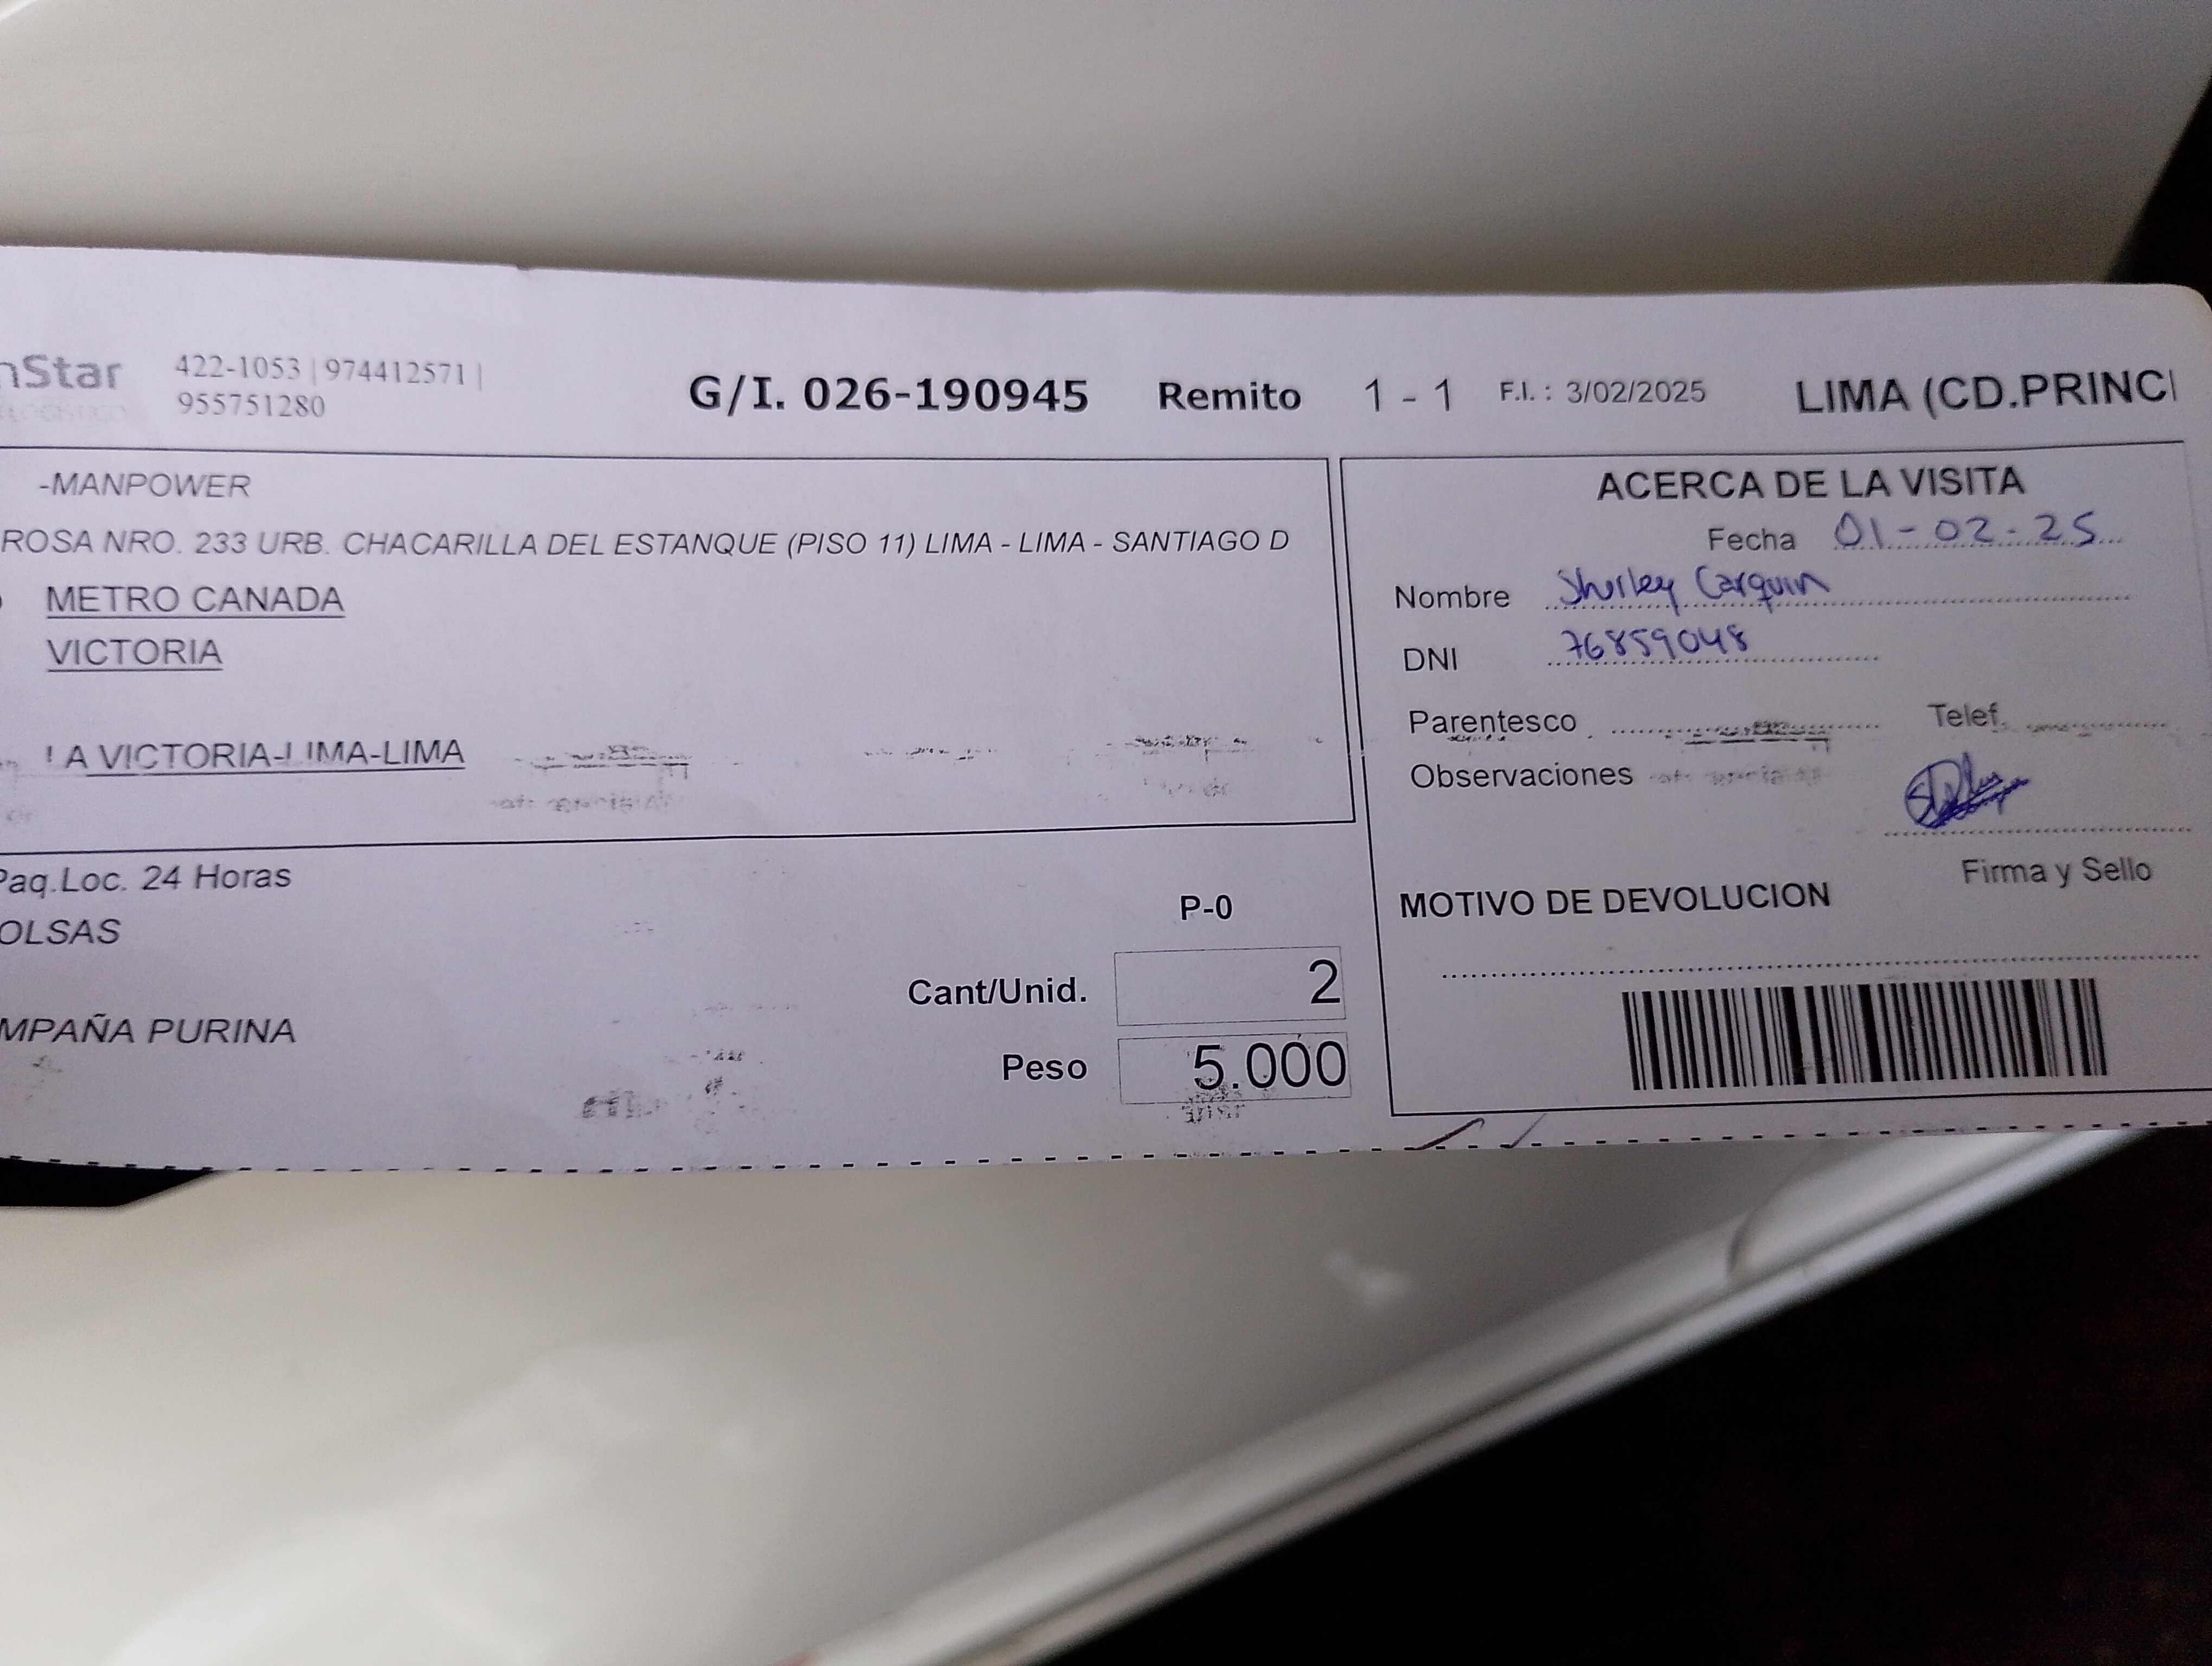 nStar 422-1053 | 974412571 |
955751280
G/I. 026-190945 Remito 1 - 1 F.I. : 3/02/2025 LIMA (CD.PRINCI
-MANPOWER
ROSA NRO. 233 URB. CHACARILLA DEL ESTANQUE (PISO 11) LIMA - LIMA - SANTIAGO D
METRO CANADA
VICTORIA
LA VICTORIA-LIMA-LIMA
Paq.Loc. 24 Horas
OLSAS
MPAÑA PURINA
P-0
Cant/Unid. 2
Peso 5.000
ACERCA DE LA VISITA
Fecha 01-02-25
Nombre Shirley Carquin
DNI 76859048
Parentesco Telef.
Observaciones
Firma y Sello
MOTIVO DE DEVOLUCION